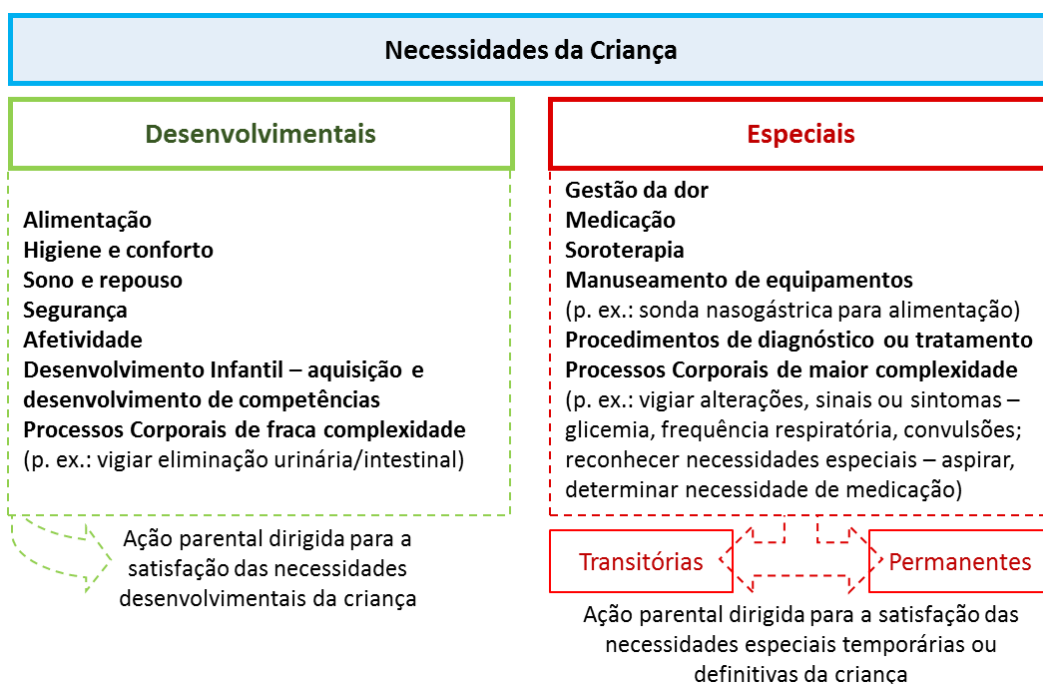 Necessidades da Criança
Desenvolvimentais
Alimentação
Higiene e conforto
Sono e repouso
Segurança
Afetividade
Desenvolvimento Infantil – aquisição e
desenvolvimento de competências
Processos Corporais de fraca complexidade
(p. ex.: vigiar eliminação urinária/intestinal)
Ação parental dirigida para a
satisfação das necessidades
desenvolvimentais da criança
Especiais
Gestão da dor
Medicação
Soroterapia
Manuseamento de equipamentos
(p. ex.: sonda nasogástrica para alimentação)
Procedimentos de diagnóstico ou tratamento
Processos Corporais de maior complexidade
(p. ex.: vigiar alterações, sinais ou sintomas –
glicemia, frequência respiratória, convulsões;
reconhecer necessidades especiais – aspirar,
determinar necessidade de medicação)
Transitórias
Permanentes
Ação parental dirigida para a satisfação das
necessidades especiais temporárias ou
definitivas da criança